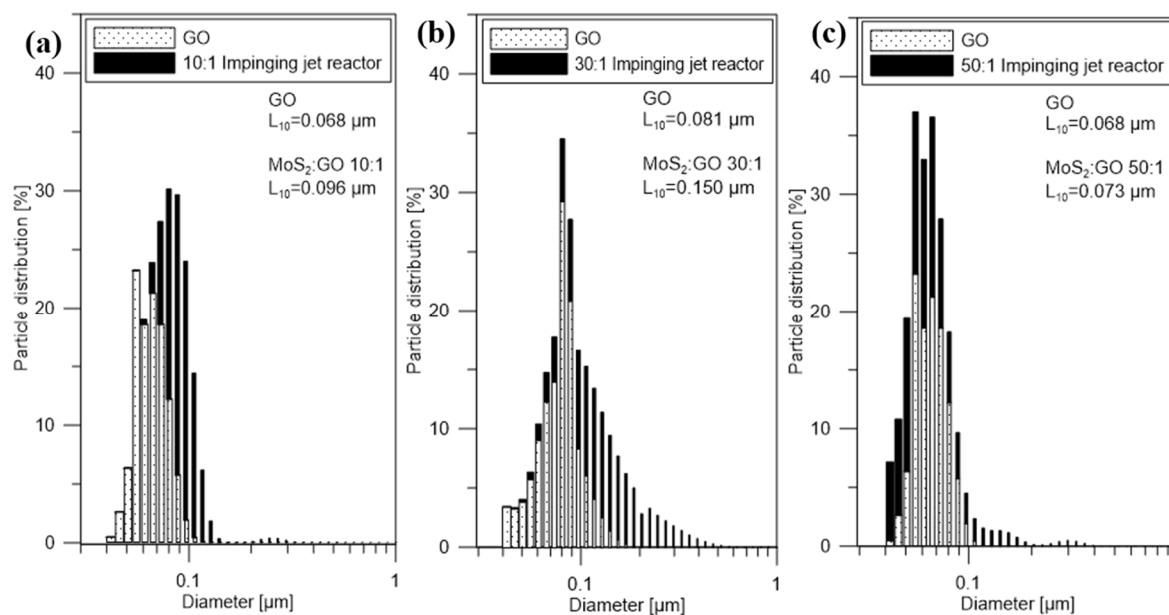 (a)
GO
10:1 Impinging jet reactor
GO
L₁₀=0.068 µm
MoS₂:GO 10:1
L₁₀=0.096 µm
Particle distribution [%]
40
30
20
10
0
0.1
1
Diameter [µm]
(b)
GO
30:1 Impinging jet reactor
GO
L₁₀=0.081 µm
MoS₂:GO 30:1
L₁₀=0.150 µm
Particle distribution [%]
40
30
20
10
0
0.1
1
Diameter [µm]
(c)
GO
50:1 Impinging jet reactor
GO
L₁₀=0.068 µm
MoS₂:GO 50:1
L₁₀=0.073 µm
Particle distribution [%]
40
30
20
10
0
0.1
Diameter [µm]